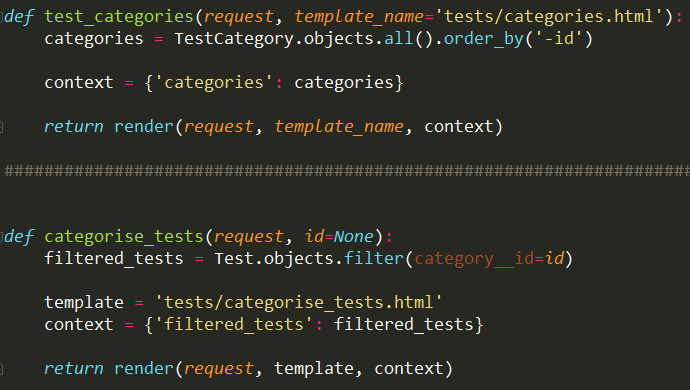 def test_categories(request, template_name='tests/categories.html'):
    categories = TestCategory.objects.all().order_by('-id')
    context = {'categories': categories}
    return render(request, template_name, context)
#####################################################################
def categorise_tests(request, id=None):
    filtered_tests = Test.objects.filter(category__id=id)
    template = 'tests/categorise_tests.html'
    context = {'filtered_tests': filtered_tests}
    return render(request, template, context)